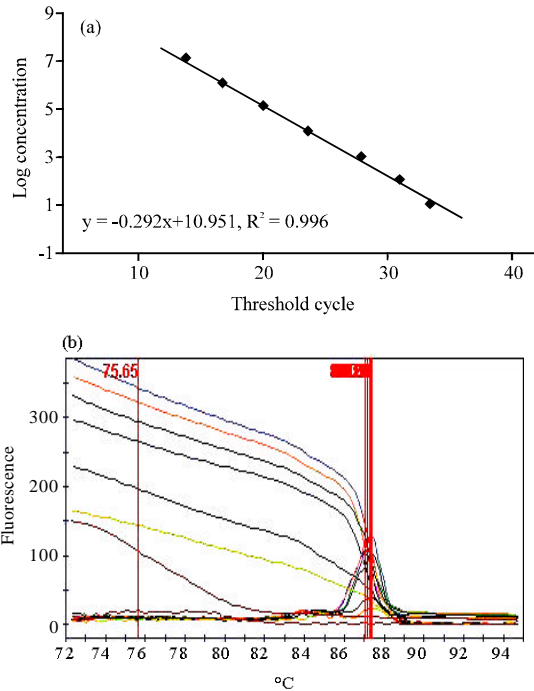 (a)
9
7
5
3
1
-1
Log concentration
y = -0.292x+10.951, R² = 0.996
10 20 30 40
Threshold cycle
(b)
75.65
300
200
100
0
Fluorescence
72 74 76 78 80 82 84 86 88 90 92 94
°C